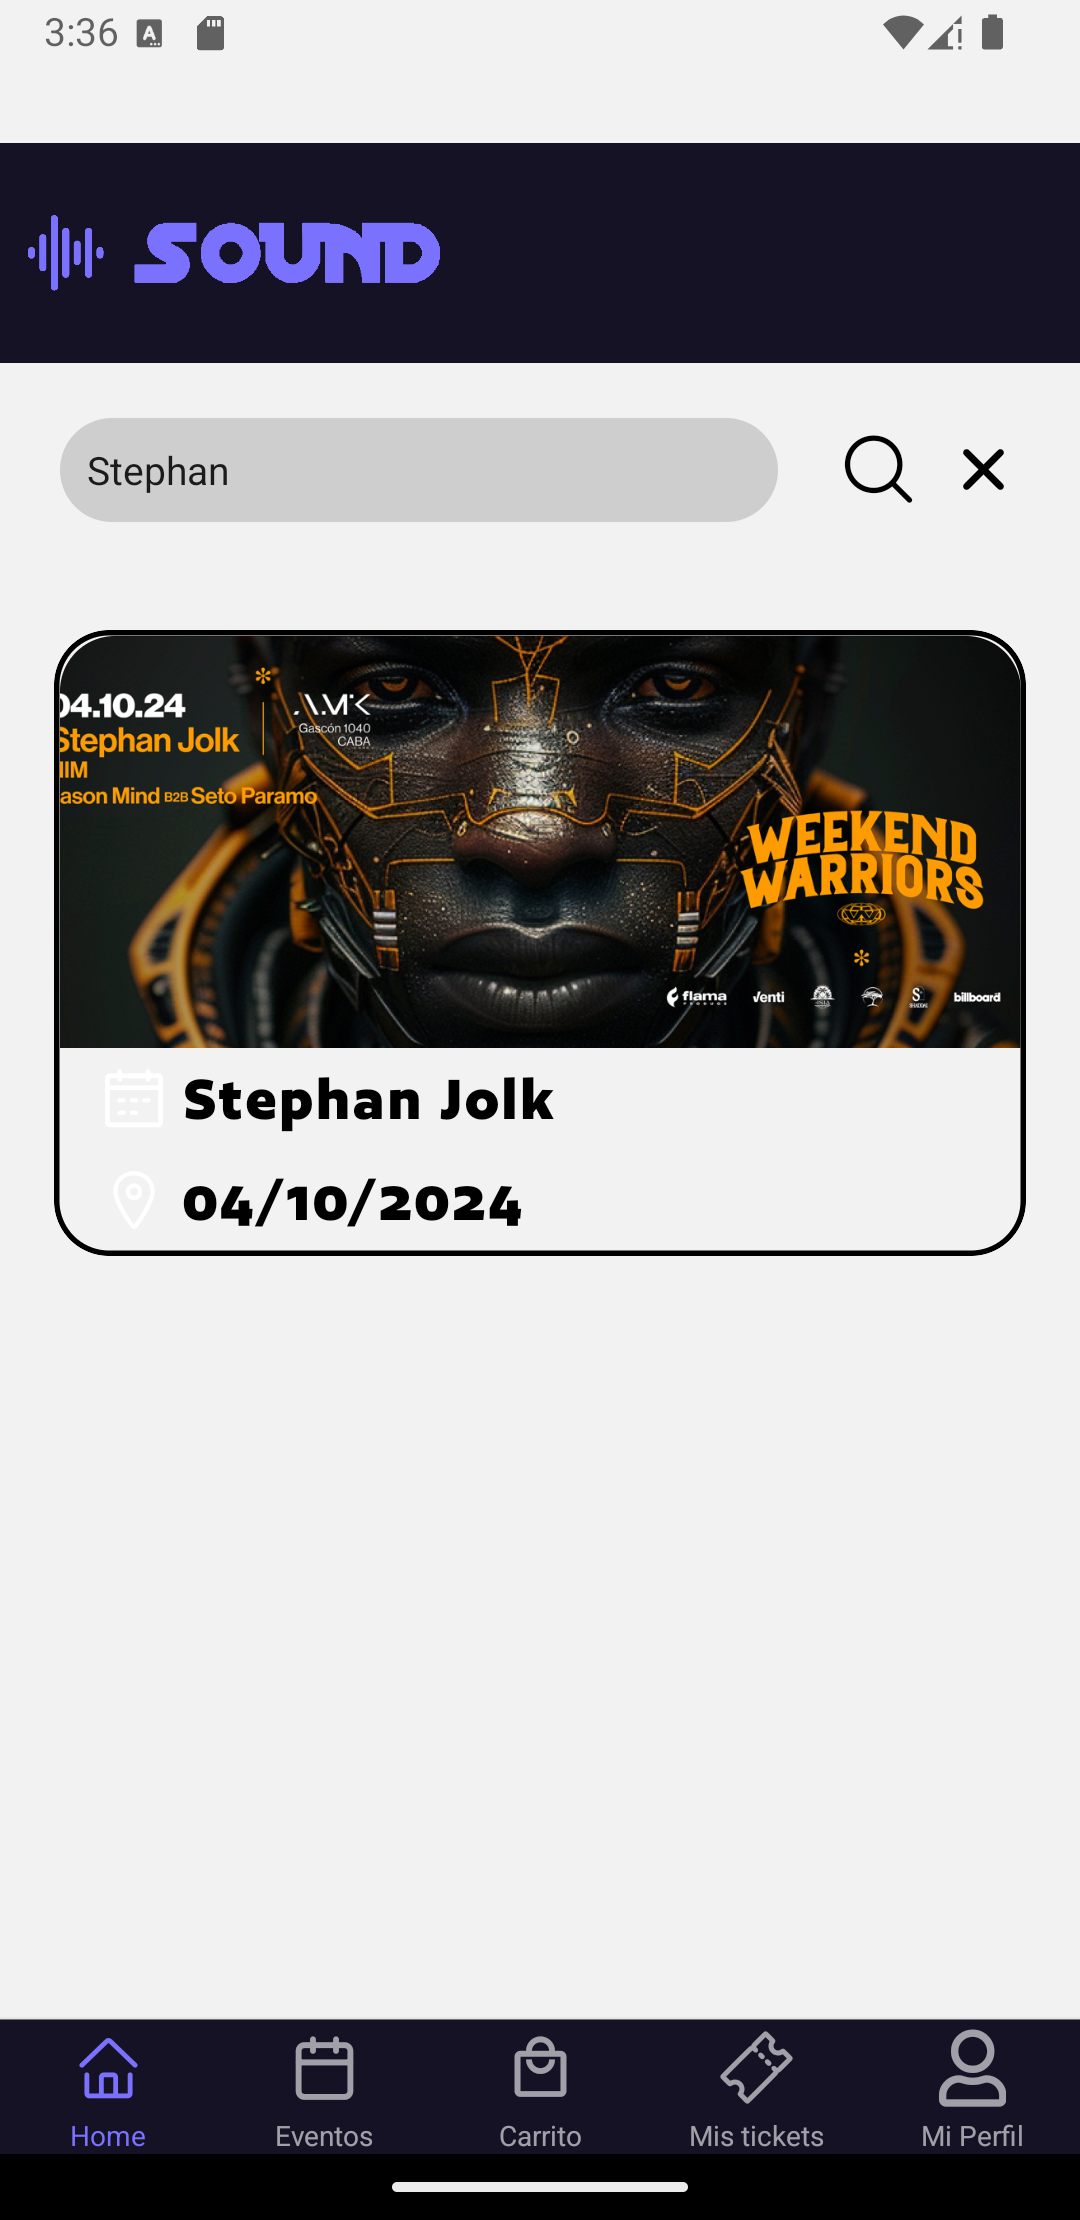 3:36
SOUND
Stephan
04.10.24
Stephan Jolk
IIM
ason Mind B2B Seto Paramo
AMK
Gascón 1040
CABA
WEEKEND
WARRIORS
flama
Venti
billboard
Stephan Jolk
04/10/2024
Home
Eventos
Carrito
Mis tickets
Mi Perfil